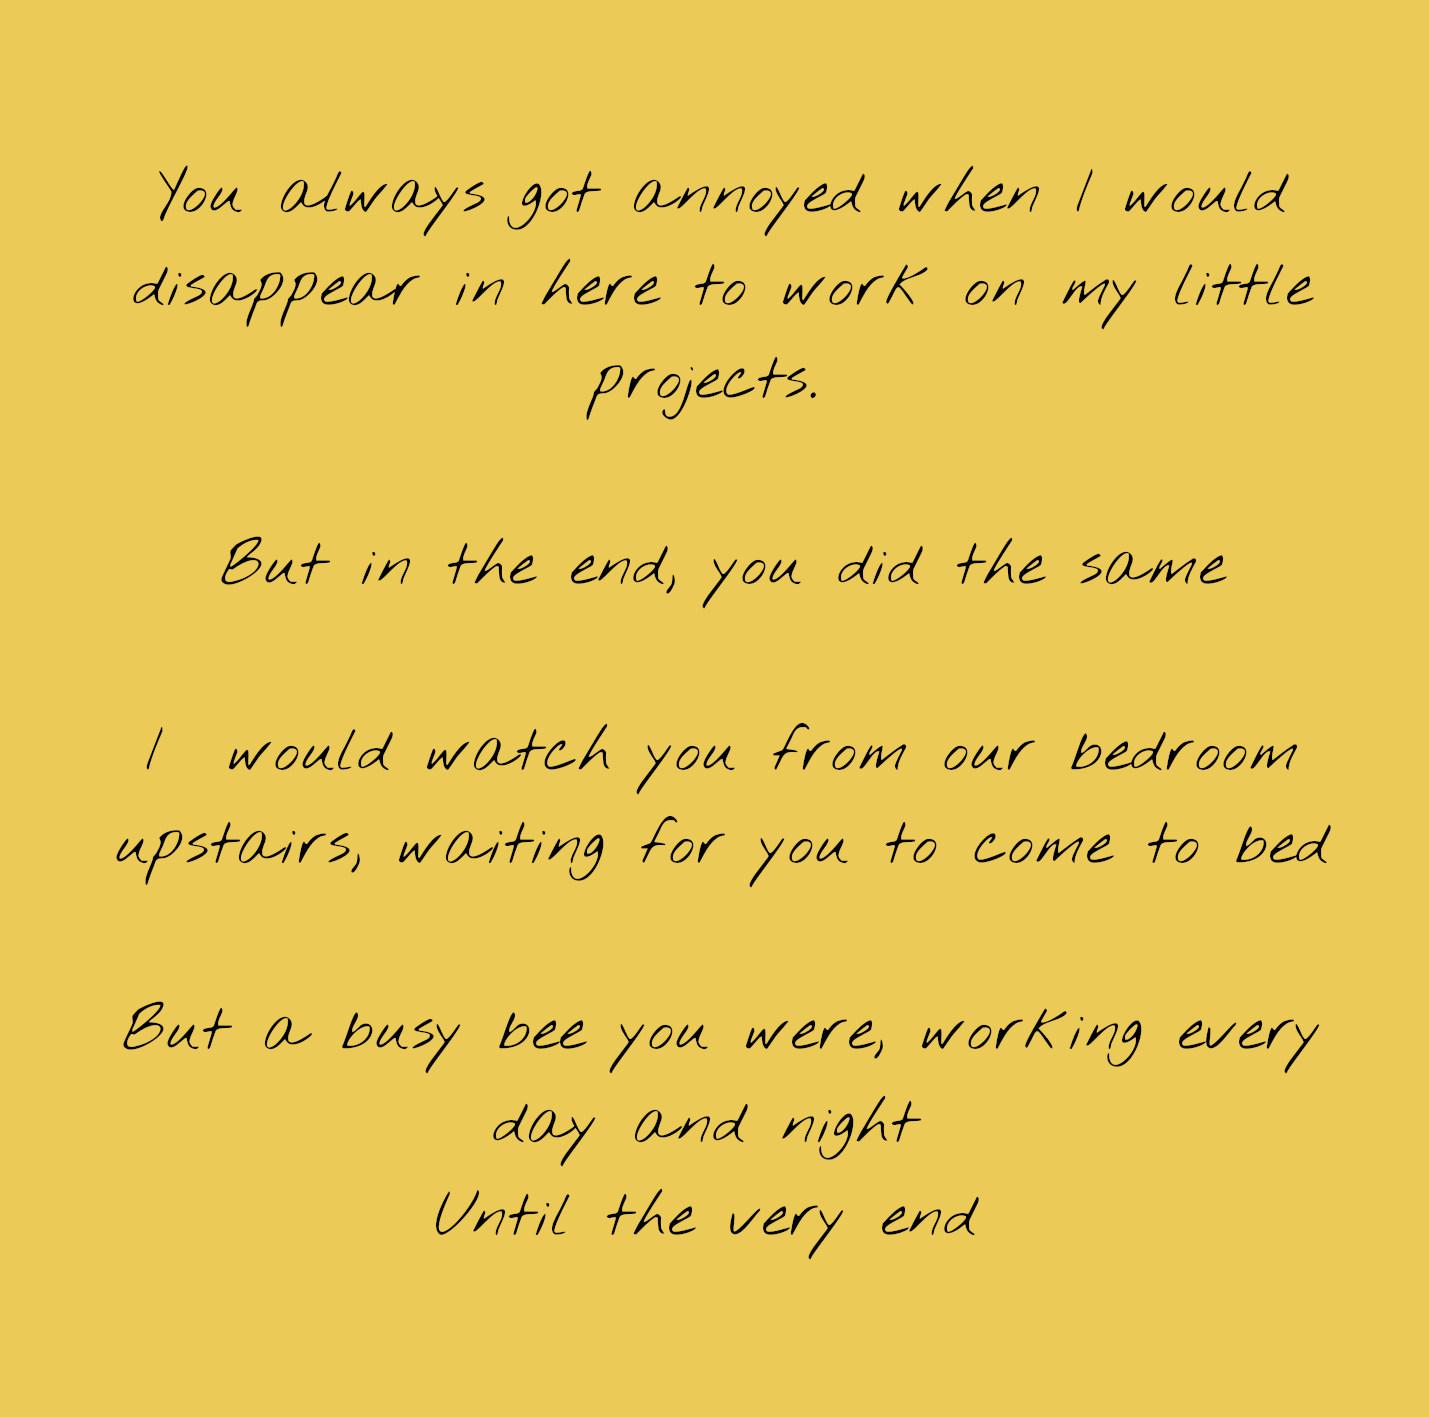 You always got annoyed when I would
disappear in here to work on my little
projects.
But in the end, you did the same
I would watch you from our bedroom
upstairs, waiting for you to come to bed
But a busy bee you were, working every
day and night
Until the very end